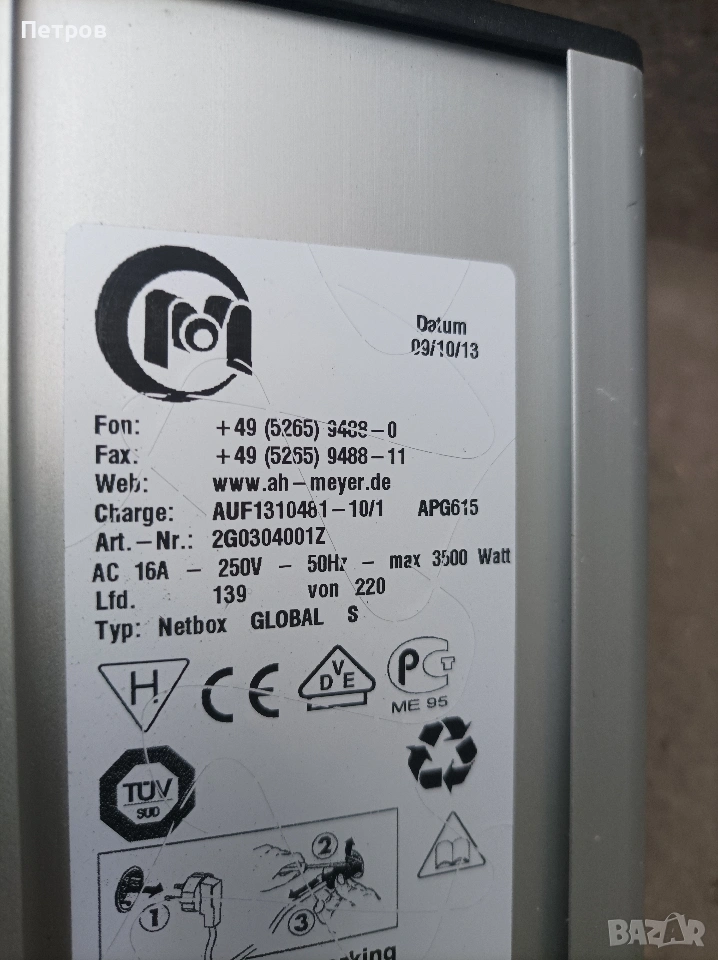 Петров
Datum
09/10/13
Fon: +49 (5265) 9488-0
Fax: +49 (5255) 9488-11
Web: www.ah-meyer.de
Charge: AUF1310481-10/1 APG615
Art.-Nr.: 2G0304001Z
AC 16A - 250V - 50Hz - max 3500 Watt
Lfd. 139 von 220
Typ: Netbox GLOBAL S
H.
CE
DVE
PCT
ME 95
TÜV
SÜD
1
2
3
BAZAR